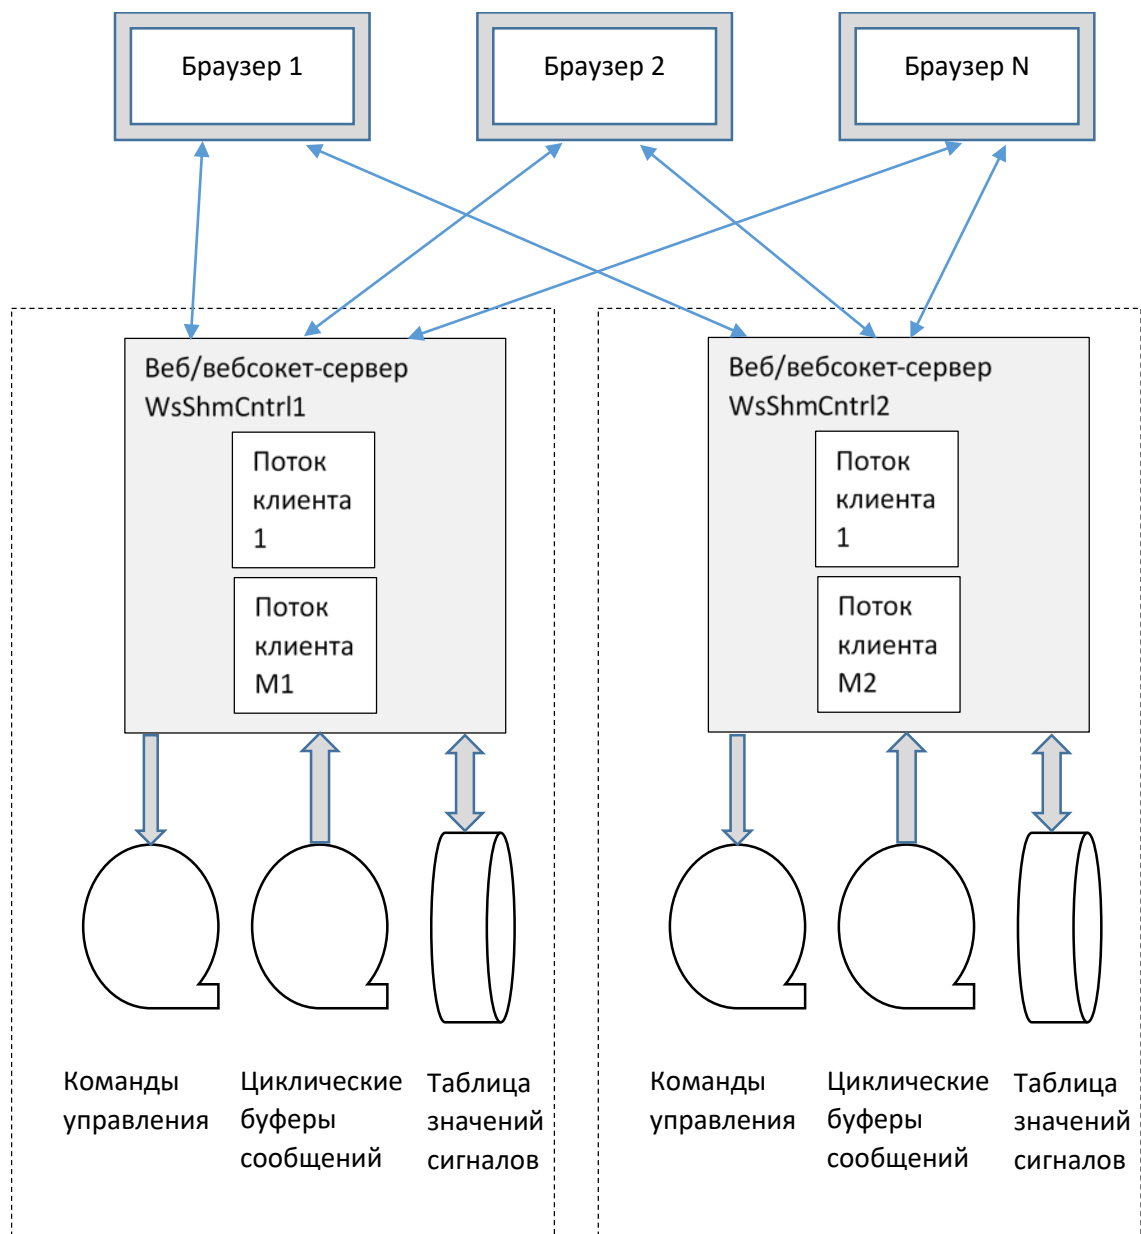 Браузер 1
Браузер 2
Браузер N
Веб/вебсокет-сервер
WsShmCntrl1
Поток
клиента
1
Поток
клиента
M1
Веб/вебсокет-сервер
WsShmCntrl2
Поток
клиента
1
Поток
клиента
M2
Команды
управления
Циклические
буферы
сообщений
Таблица
значений
сигналов
Команды
управления
Циклические
буферы
сообщений
Таблица
значений
сигналов